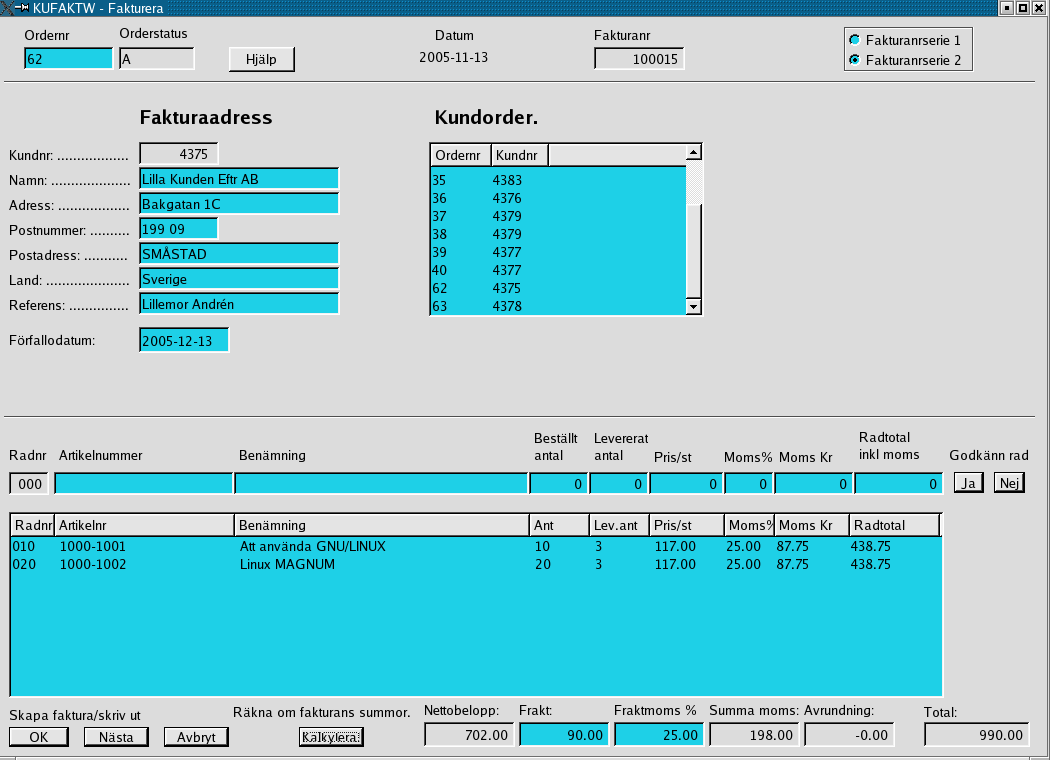 KUFAKTW - Fakturera
Ordernr Orderstatus Datum Fakturanr
62 A Hjälp 2005-11-13 100015
Fakturanrserie 1
Fakturanrserie 2
Fakturaadress
Kundnr: .................. 4375
Namn: .................... Lilla Kunden Eftr AB
Adress: .................. Bakgatan 1C
Postnummer: .......... 199 09
Postadress: ........... SMÅSTAD
Land: ..................... Sverige
Referens: ............... Lillemor Andrén
Förfallodatum: 2005-12-13
Kundorder.
Ordernr Kundnr
35 4383
36 4376
37 4379
38 4379
39 4377
40 4377
62 4375
63 4378
Radnr Artikelnummer Benämning Beställt antal Levererat antal Pris/st Moms% Moms Kr Radtotal inkl moms Godkänn rad
000 0 0 0 0 0 0 Ja Nej
Radnr Artikelnr Benämning Ant Lev.ant Pris/st Moms% Moms Kr Radtotal
010 1000-1001 Att använda GNU/LINUX 10 3 117.00 25.00 87.75 438.75
020 1000-1002 Linux MAGNUM 20 3 117.00 25.00 87.75 438.75
Skapa faktura/skriv ut Räkna om fakturans summor. Nettobelopp: Frakt: Fraktmoms % Summa moms: Avrundning: Total:
OK Nästa Avbryt Kalkylera 702.00 90.00 25.00 198.00 -0.00 990.00